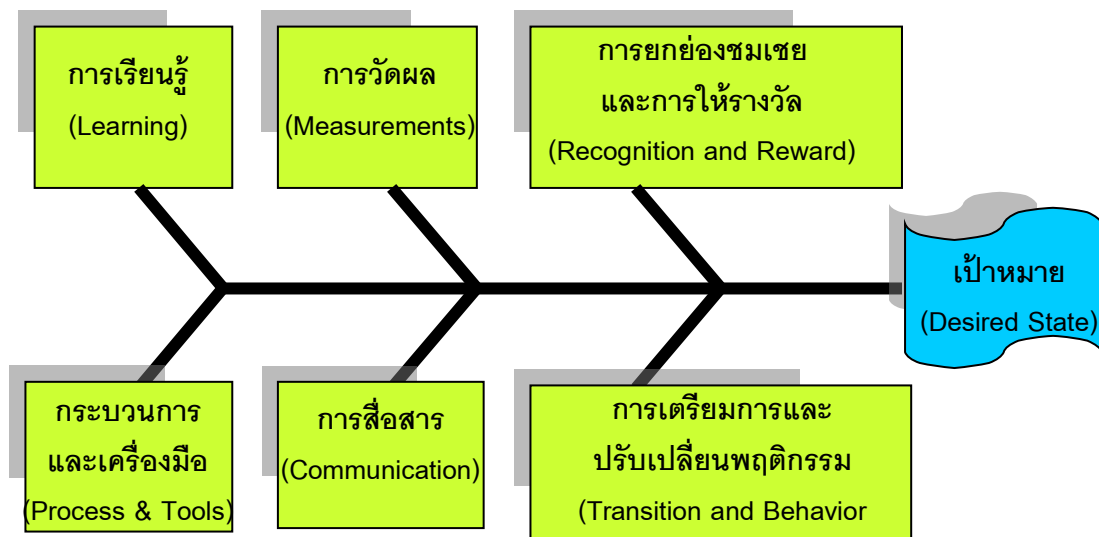 การเรียนรู้
(Learning)
การวัดผล
(Measurements)
การยกย่องชมเชย
และการให้รางวัล
(Recognition and Reward)
เป้าหมาย
(Desired State)
กระบวนการ
และเครื่องมือ
(Process & Tools)
การสื่อสาร
(Communication)
การเตรียมการและ
ปรับเปลี่ยนพฤติกรรม
(Transition and Behavior